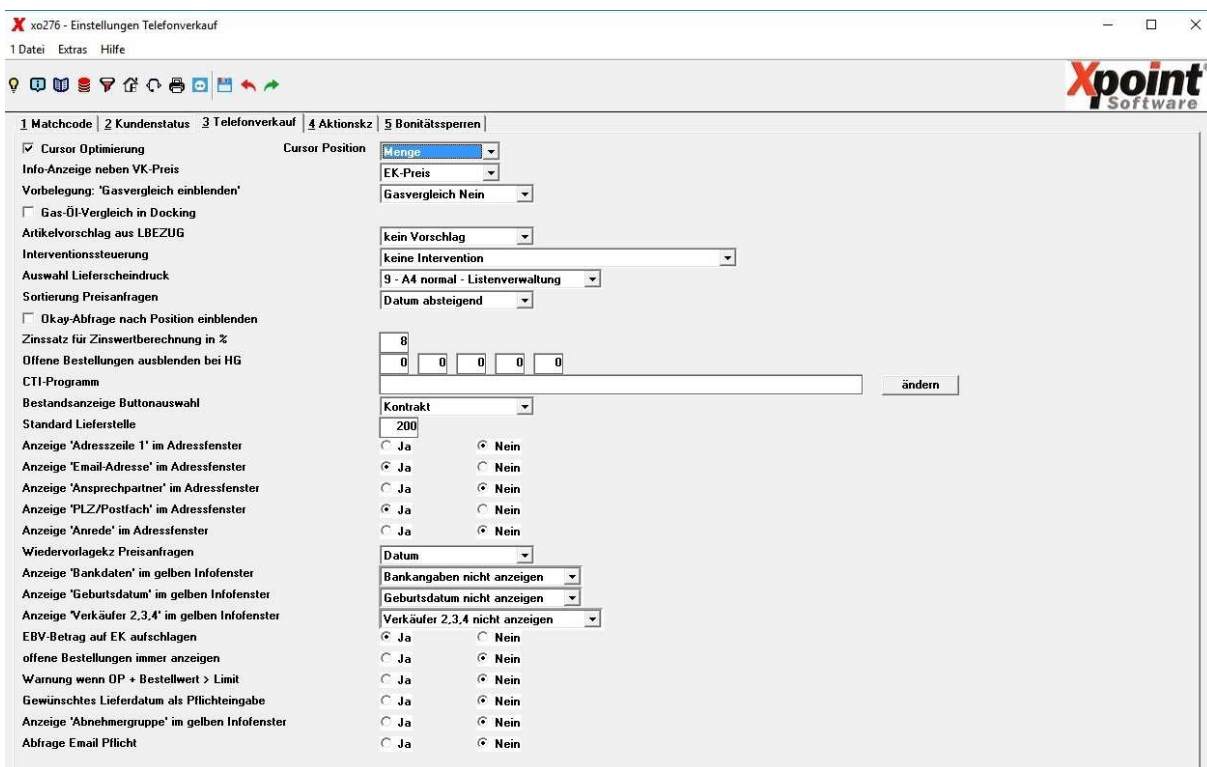 xo276 - Einstellungen Telefonverkauf
1 Datei Extras Hilfe
Xpoint
Software
1 Matchcode 2 Kundenstatus 3 Telefonverkauf 4 Aktionskz 5 Bonitätssperren
Cursor Optimierung Cursor Position Menge
Info-Anzeige neben VK-Preis EK-Preis
Vorbelegung: 'Gasvergleich einblenden' Gasvergleich Nein
Gas-Öl-Vergleich in Docking
Artikelvorschlag aus LBEZUG kein Vorschlag
Interventionssteuerung keine Intervention
Auswahl Lieferscheindruck 9 - A4 normal - Listenverwaltung
Sortierung Preisanfragen Datum absteigend
Okay-Abfrage nach Position einblenden
Zinssatz für Zinswertberechnung in % 8
Offene Bestellungen ausblenden bei HG 0 0 0 0 0
CTI-Programm ändern
Bestandsanzeige Buttonauswahl Kontrakt
Standard Lieferstelle 200
Anzeige 'Adresszeile 1' im Adressfenster Ja Nein
Anzeige 'Email-Adresse' im Adressfenster Ja Nein
Anzeige 'Ansprechpartner' im Adressfenster Ja Nein
Anzeige 'PLZ/Postfach' im Adressfenster Ja Nein
Anzeige 'Anrede' im Adressfenster Ja Nein
Wiedervorlagekz Preisanfragen Datum
Anzeige 'Bankdaten' im gelben Infofenster Bankangaben nicht anzeigen
Anzeige 'Geburtsdatum' im gelben Infofenster Geburtsdatum nicht anzeigen
Anzeige 'Verkäufer 2,3,4' im gelben Infofenster Verkäufer 2,3,4 nicht anzeigen
EBV-Betrag auf EK aufschlagen Ja Nein
offene Bestellungen immer anzeigen Ja Nein
Warnung wenn OP + Bestellwert > Limit Ja Nein
Gewünschtes Lieferdatum als Pflichteingabe Ja Nein
Anzeige 'Abnehmergruppe' im gelben Infofenster Ja Nein
Abfrage Email Pflicht Ja Nein